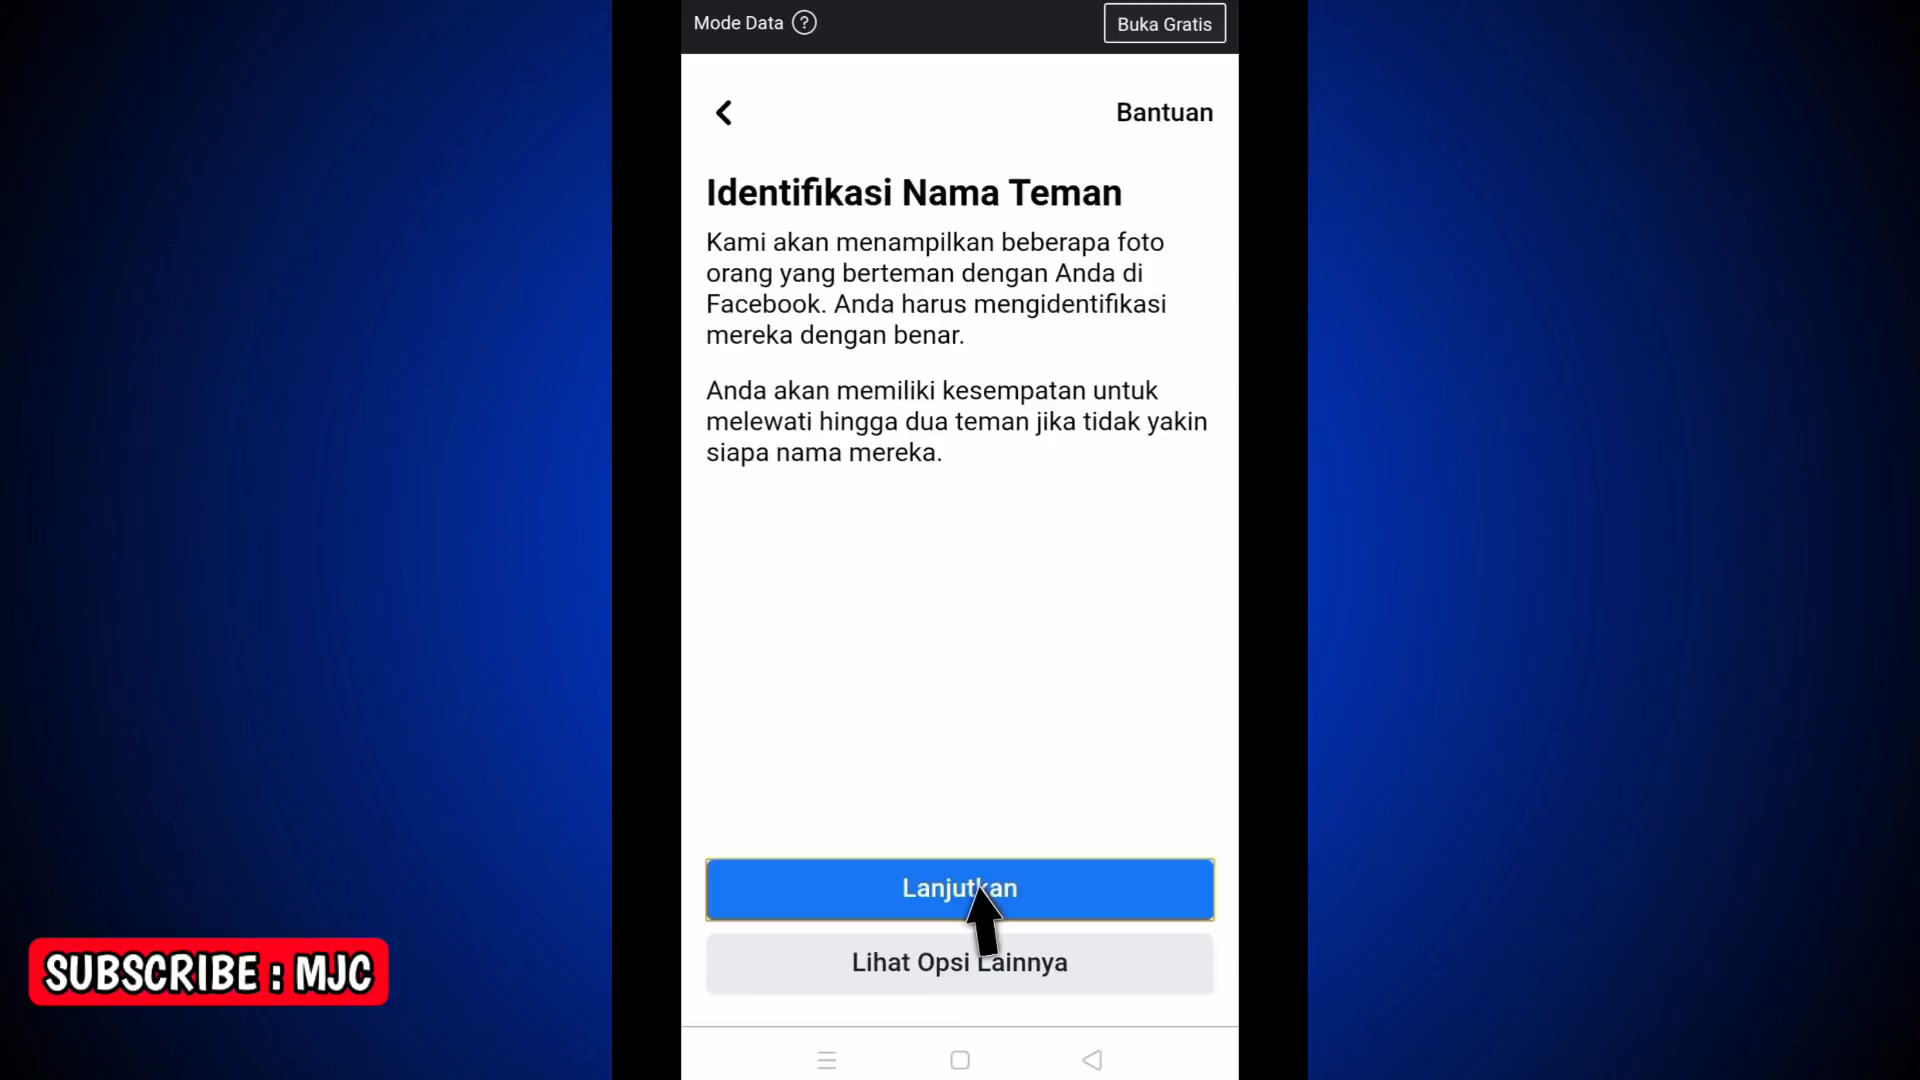 Mode Data ?
Buka Gratis
Bantuan
Identifikasi Nama Teman
Kami akan menampilkan beberapa foto
orang yang berteman dengan Anda di
Facebook. Anda harus mengidentifikasi
mereka dengan benar.
Anda akan memiliki kesempatan untuk
melewati hingga dua teman jika tidak yakin
siapa nama mereka.
Lanjutkan
Lihat Opsi Lainnya
SUBSCRIBE : MJC